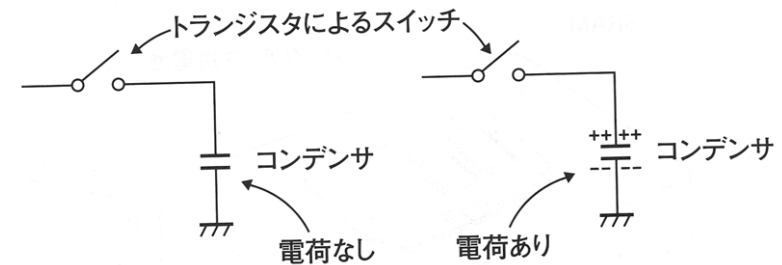 トランジスタによるスイッチ
コンデンサ
電荷なし
++ ++
コンデンサ
-- --
電荷あり